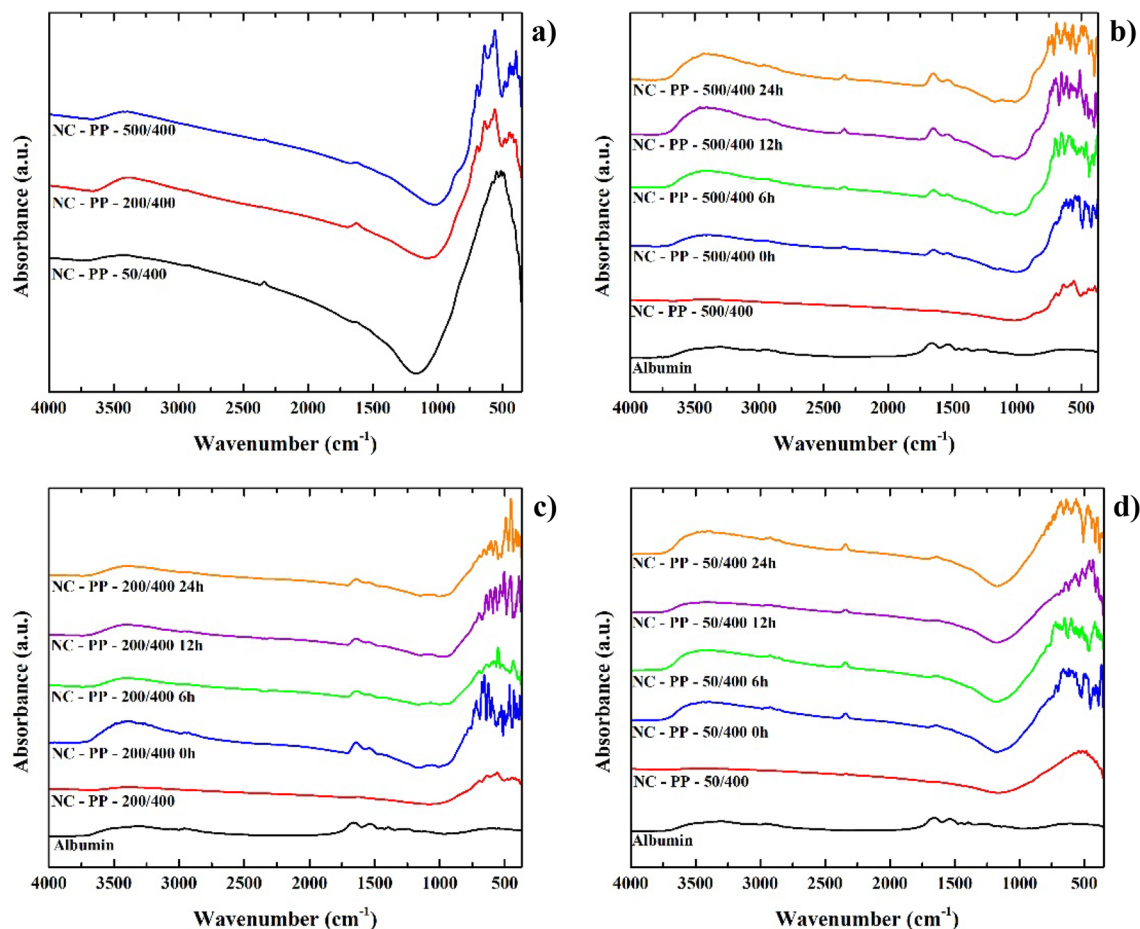 a)
NC - PP - 500/400
NC - PP - 200/400
NC - PP - 50/400
Absorbance (a.u.)
4000 3500 3000 2500 2000 1500 1000 500
Wavenumber (cm⁻¹)
b)
NC - PP - 500/400 24h
NC - PP - 500/400 12h
NC - PP - 500/400 6h
NC - PP - 500/400 0h
NC - PP - 500/400
Albumin
Absorbance (a.u.)
4000 3500 3000 2500 2000 1500 1000 500
Wavenumber (cm⁻¹)
c)
NC - PP - 200/400 24h
NC - PP - 200/400 12h
NC - PP - 200/400 6h
NC - PP - 200/400 0h
NC - PP - 200/400
Albumin
Absorbance (a.u.)
4000 3500 3000 2500 2000 1500 1000 500
Wavenumber (cm⁻¹)
d)
NC - PP - 50/400 24h
NC - PP - 50/400 12h
NC - PP - 50/400 6h
NC - PP - 50/400 0h
NC - PP - 50/400
Albumin
Absorbance (a.u.)
4000 3500 3000 2500 2000 1500 1000 500
Wavenumber (cm⁻¹)